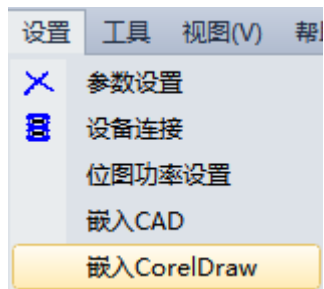 设置 工具 视图(V)
参数设置
设备连接
位图功率设置
嵌入CAD
嵌入CorelDraw